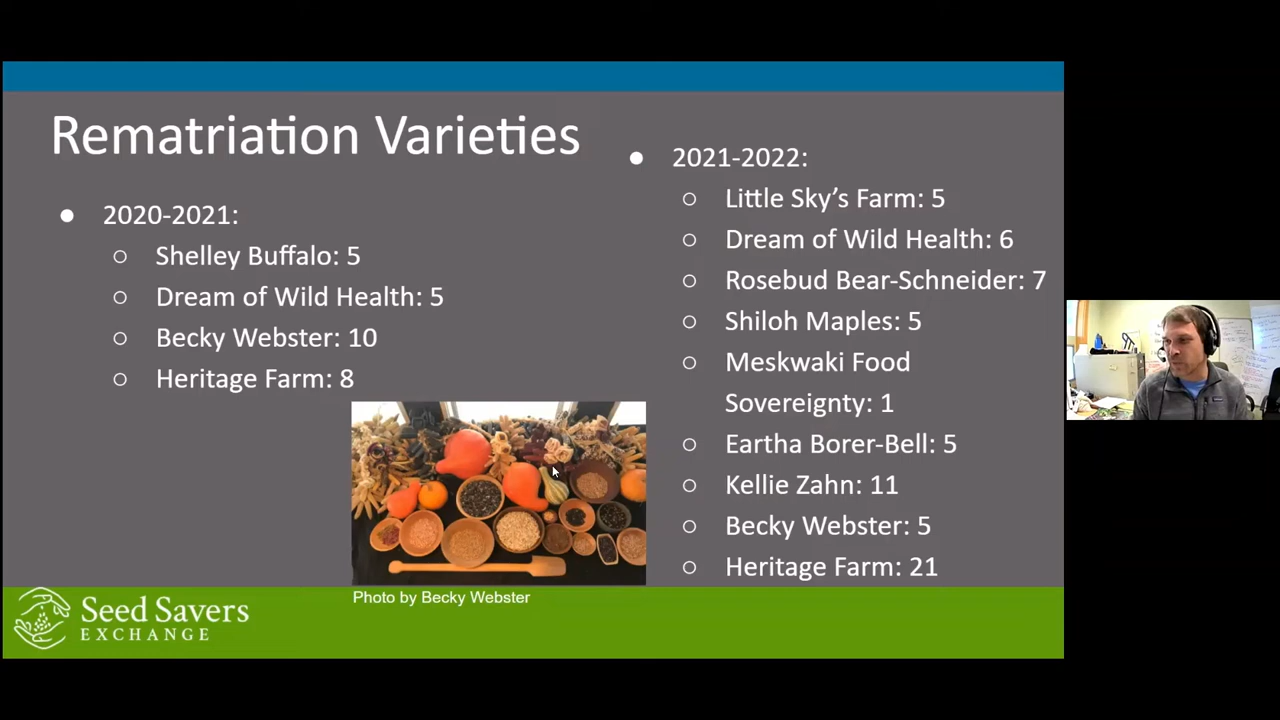 Rematriation Varieties
2020-2021:
Shelley Buffalo: 5
Dream of Wild Health: 5
Becky Webster: 10
Heritage Farm: 8
2021-2022:
Little Sky's Farm: 5
Dream of Wild Health: 6
Rosebud Bear-Schneider: 7
Shiloh Maples: 5
Meskwaki Food
Sovereignty: 1
Eartha Borer-Bell: 5
Kellie Zahn: 11
Becky Webster: 5
Heritage Farm: 21
Photo by Becky Webster
Seed Savers
EXCHANGE